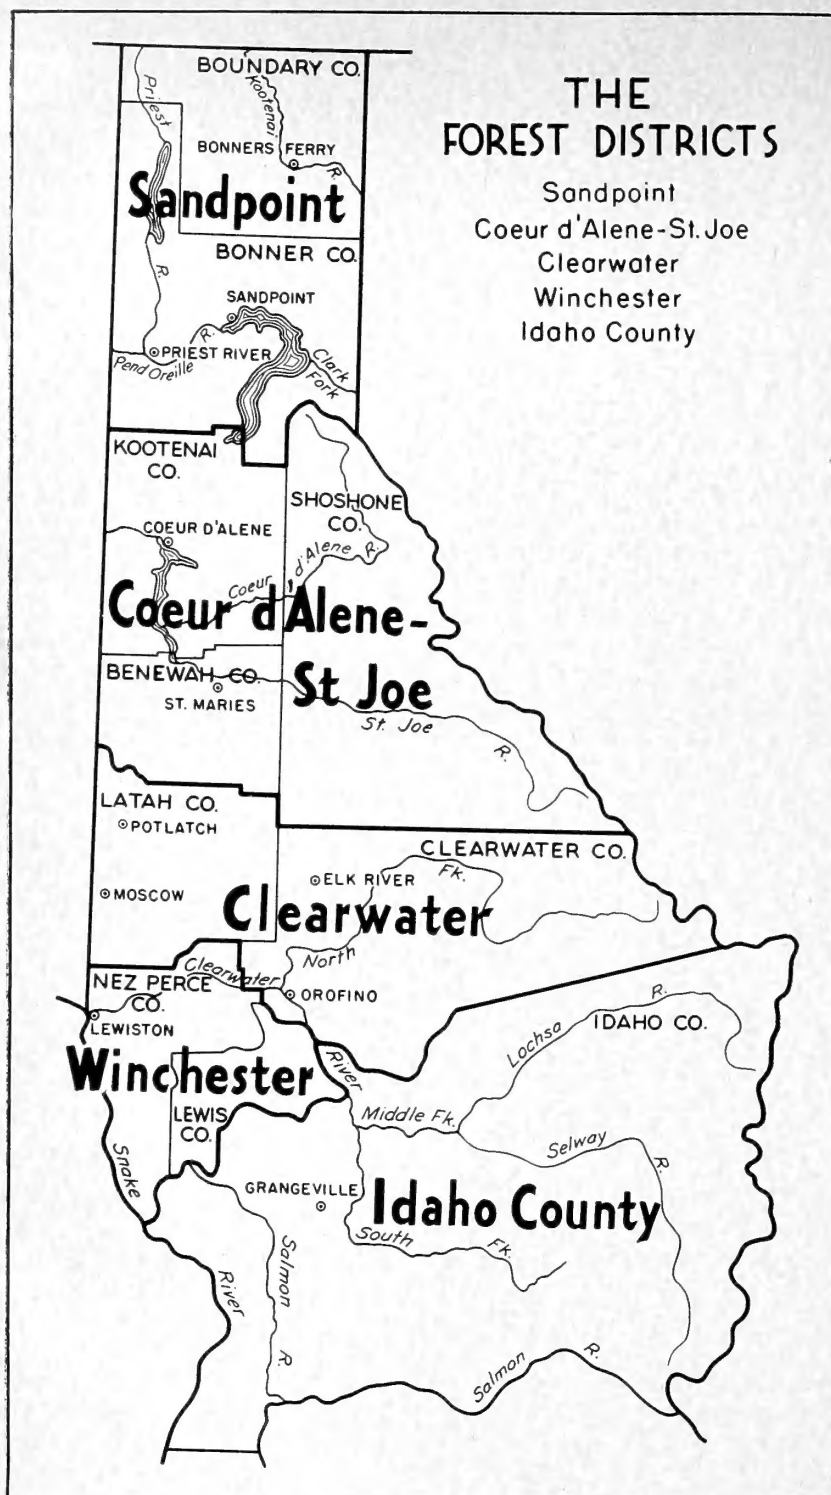 THE
FOREST DISTRICTS
Sandpoint
Coeur d'Alene-St. Joe
Clearwater
Winchester
Idaho County
BOUNDARY CO.
Priest
Kootenai
BONNERS FERRY
R.
Sandpoint
BONNER CO.
R.
SANDPOINT
R.
PRIEST RIVER
Pend Oreille
Clark
Fork
KOOTENAI
CO.
SHOSHONE
CO.
COEUR D'ALENE
Coeur d'Alene R.
Coeur d'Alene-
St Joe
BENEWAH CO.
ST. MARIES
St. Joe
R.
LATAH CO.
POTLATCH
CLEARWATER CO.
ELK RIVER
Fk.
MOSCOW
Clearwater
North
Clearwater
NEZ PERCE
CO.
OROFINO
LEWISTON
R.
IDAHO CO.
Lochsa
Winchester
River
LEWIS
CO.
Middle Fk.
Selway
R.
Snake
GRANGEVILLE
Idaho County
South
Fk.
Salmon
River
R.
Salmon
R.